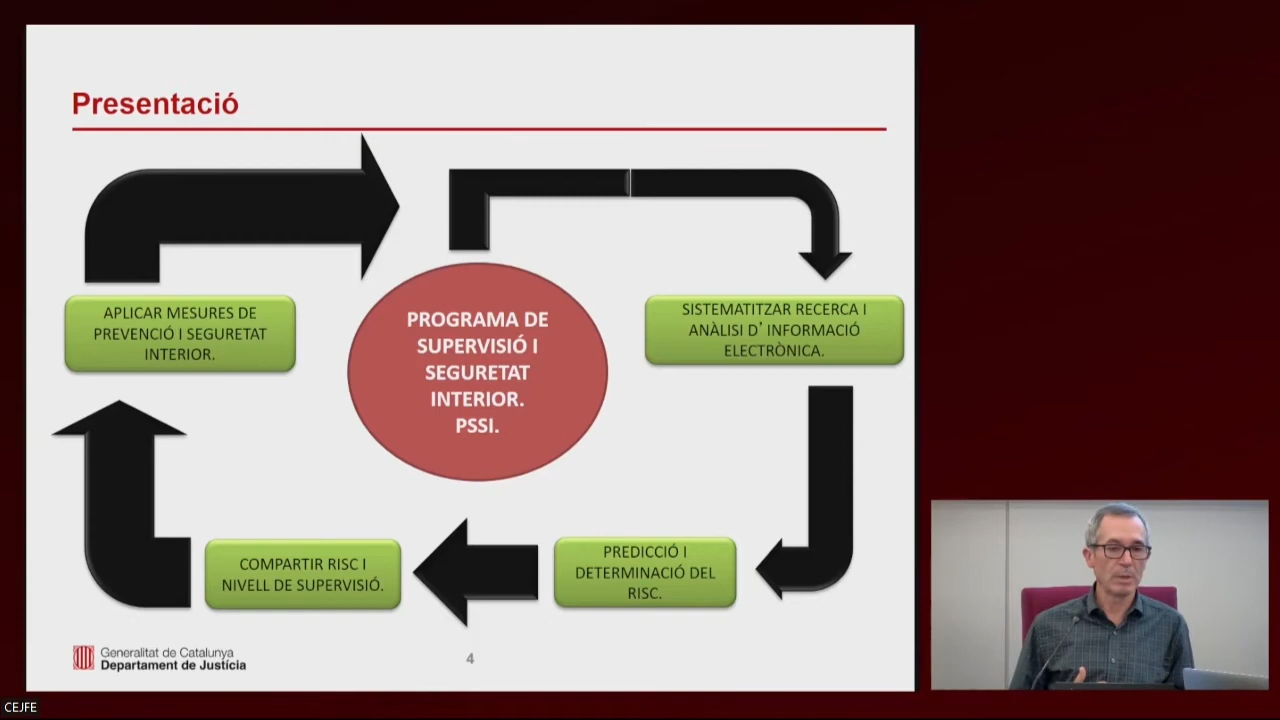 Presentació
APLICAR MESURES DE
PREVENCIÓ I SEGURETAT
INTERIOR.
PROGRAMA DE
SUPERVISIÓ I
SEGURETAT
INTERIOR.
PSSI.
SISTEMATITZAR RECERCA I
ANÀLISI D’ INFORMACIÓ
ELECTRÒNICA.
COMPARTIR RISC I
NIVELL DE SUPERVISIÓ.
PREDICCIÓ I
DETERMINACIÓ DEL
RISC.
Generalitat de Catalunya
Departament de Justícia
4
CEJFE